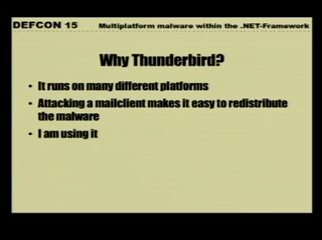 DEFCON 15
Multiplatform malware within the .NET-Framework
Why Thunderbird?
• It runs on many different platforms
• Attacking a mailclient makes it easy to redistribute
the malware
• I am using it